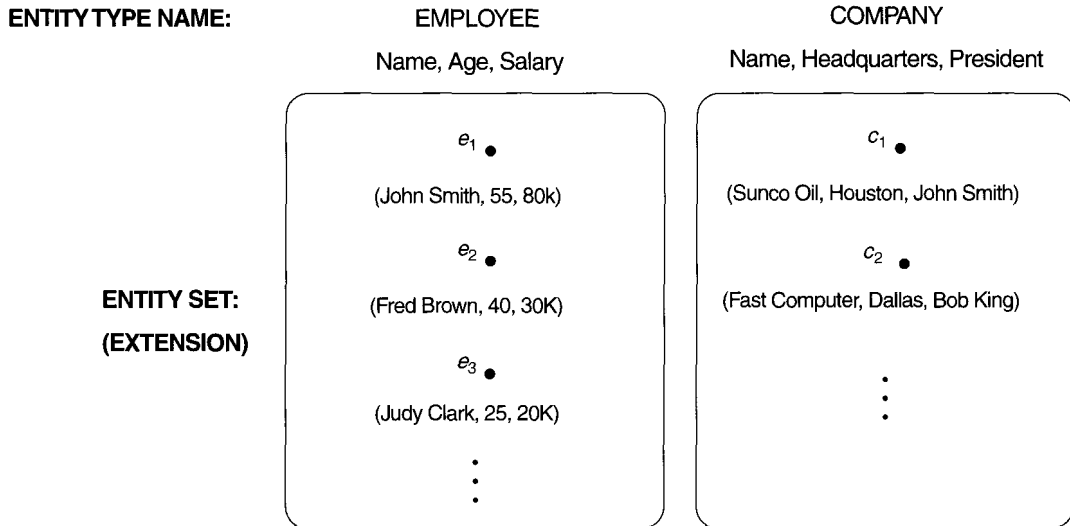 ENTITY TYPE NAME: EMPLOYEE COMPANY
Name, Age, Salary Name, Headquarters, President
e1 c1
(John Smith, 55, 80k) (Sunco Oil, Houston, John Smith)
e2 c2
ENTITY SET: (Fred Brown, 40, 30K) (Fast Computer, Dallas, Bob King)
(EXTENSION)
e3
(Judy Clark, 25, 20K)